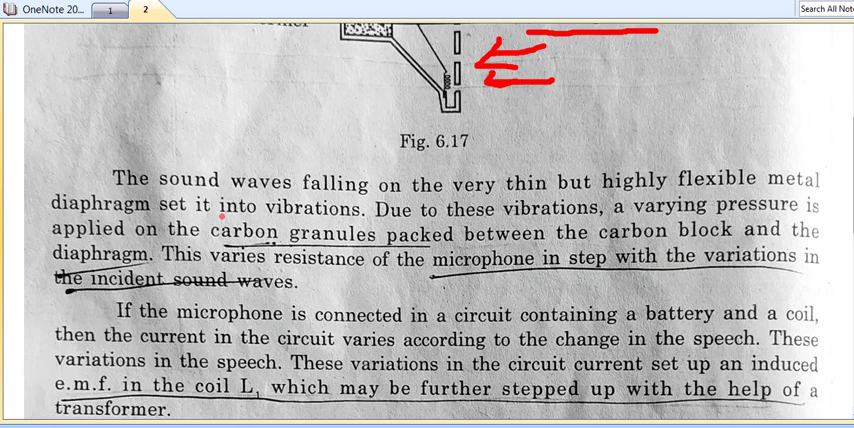 OneNote 20... 1 2 Search All Not
Fig. 6.17
The sound waves falling on the very thin but highly flexible metal
diaphragm set it into vibrations. Due to these vibrations, a varying pressure is
applied on the carbon granules packed between the carbon block and the
diaphragm. This varies resistance of the microphone in step with the variations in
the incident sound waves.
If the microphone is connected in a circuit containing a battery and a coil,
then the current in the circuit varies according to the change in the speech. These
variations in the speech. These variations in the circuit current set up an induced
e.m.f. in the coil L₁ which may be further stepped up with the help of a
transformer.